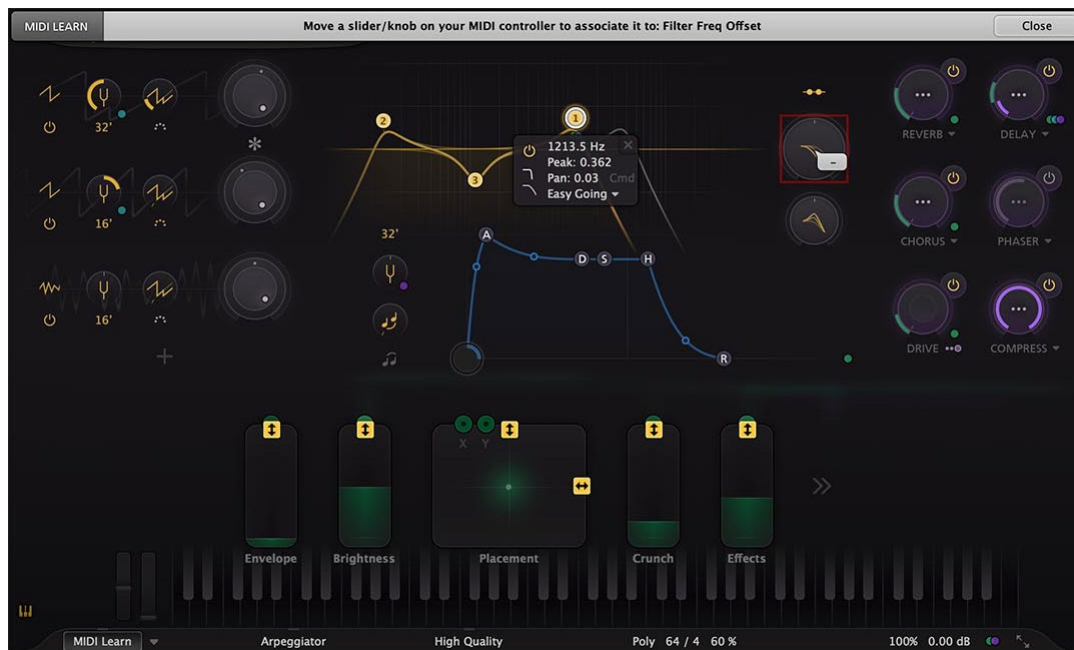 MIDI LEARN
Move a slider/knob on your MIDI controller to associate it to: Filter Freq Offset
Close
32'
16'
16'
2
1
3
1213.5 Hz
Peak: 0.362
Pan: 0.03 Cmd
Easy Going
REVERB
DELAY
CHORUS
PHASER
DRIVE
COMPRESS
32'
A
D
S
H
R
X Y
Envelope
Brightness
Placement
Crunch
Effects
MIDI Learn
Arpeggiator
High Quality
Poly 64 / 4 60 %
100% 0.00 dB